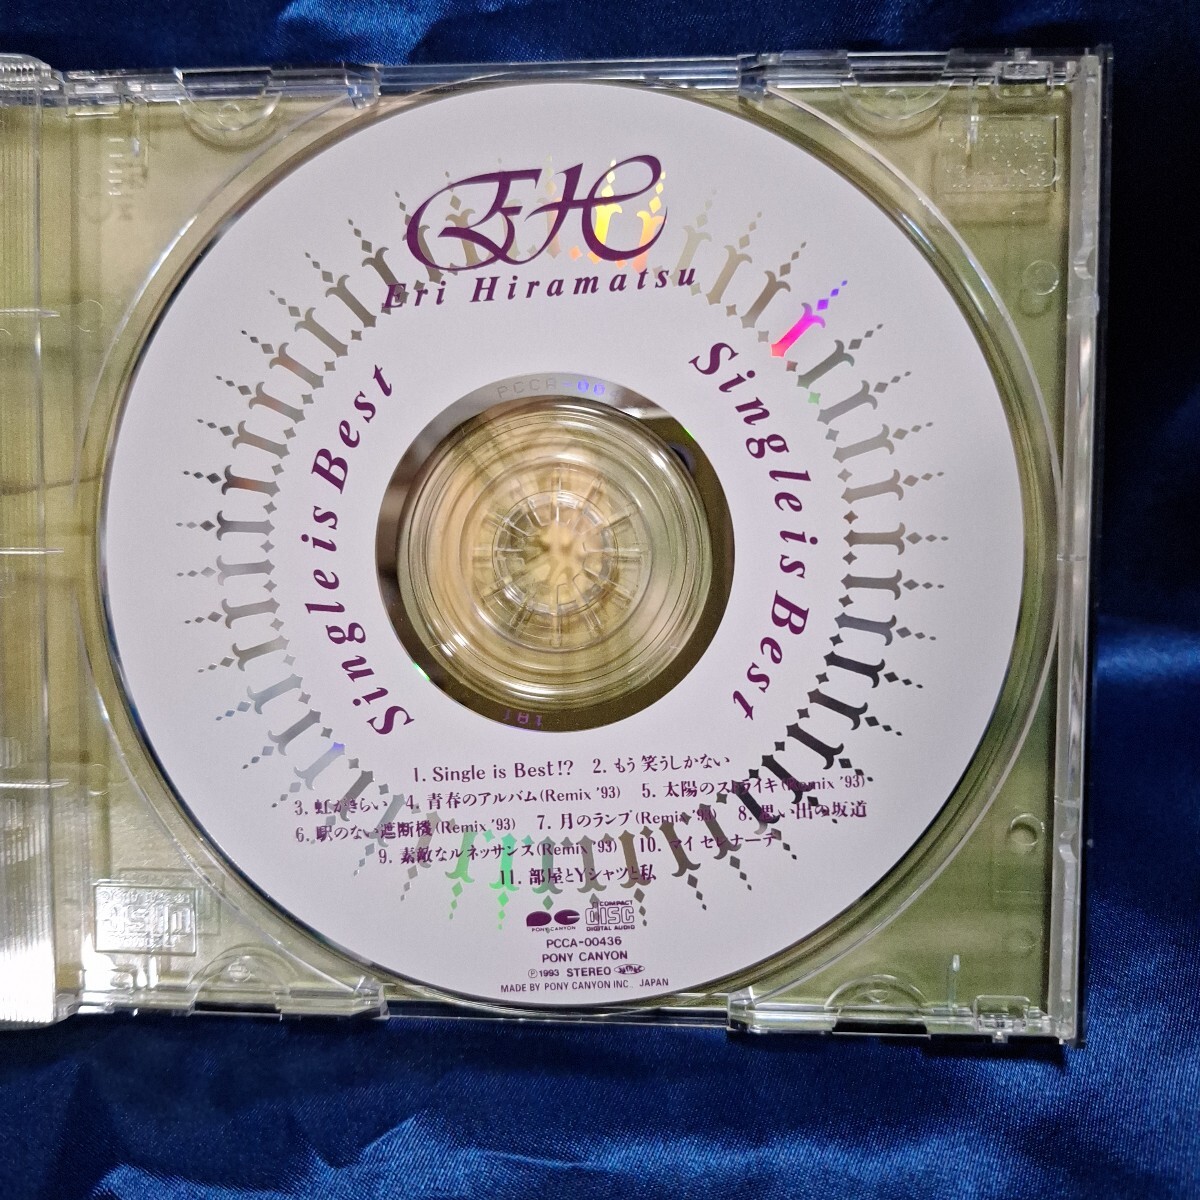 EH
Eri Hiramatsu
Single is Best
Single is Best
1. Single is Best!? 2. もう 笑うしかない
3. 虹がきらい 4. 青春のアルバム(Remix '93) 5. 太陽のストライキ(Remix '93)
6. 駅のない遮断機(Remix '93) 7. 月のランプ(Remix '93) 8. 思い出の坂道
9. 素敵なルネッサンス(Remix '93) 10. マイ セレナーデ
11. 部屋とYシャツと私
PONY CANYON
COMPACT
disc
DIGITAL AUDIO
PCCA-00436
PONY CANYON
Ⓟ1993 STEREO
MADE BY PONY CANYON INC., JAPAN